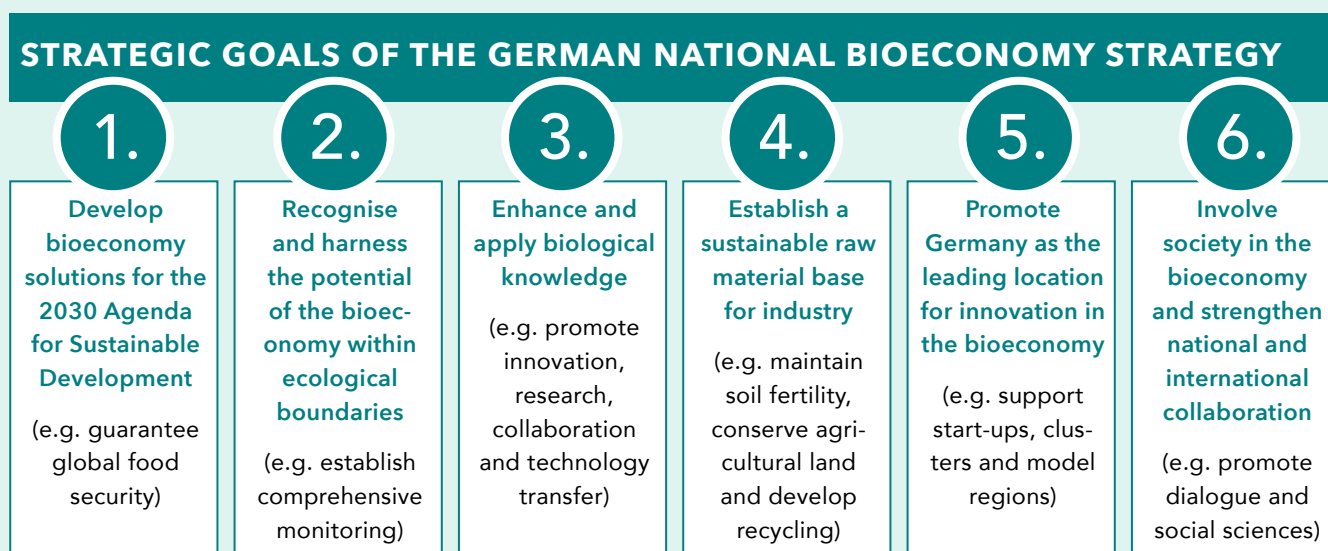 STRATEGIC GOALS OF THE GERMAN NATIONAL BIOECONOMY STRATEGY
1.
Develop
bioeconomy
solutions for the
2030 Agenda
for Sustainable
Development
(e.g. guarantee
global food
security)
2.
Recognise
and harness
the potential
of the bioec-
onomy within
ecological
boundaries
(e.g. establish
comprehensive
monitoring)
3.
Enhance and
apply biological
knowledge
(e.g. promote
innovation,
research,
collaboration
and technology
transfer)
4.
Establish a
sustainable raw
material base
for industry
(e.g. maintain
soil fertility,
conserve agri-
cultural land
and develop
recycling)
5.
Promote
Germany as the
leading location
for innovation in
the bioeconomy
(e.g. support
start-ups, clus-
ters and model
regions)
6.
Involve
society in the
bioeconomy
and strengthen
national and
international
collaboration
(e.g. promote
dialogue and
social sciences)